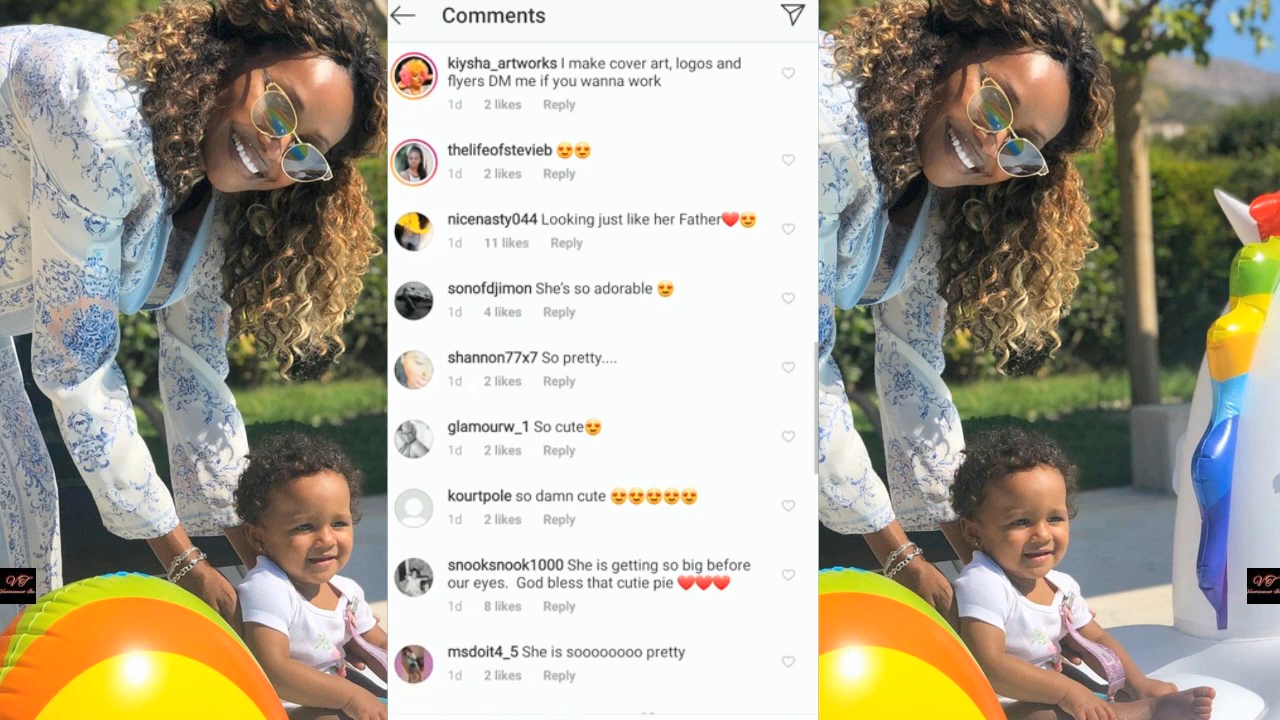 Comments
kiysha_artworks I make cover art, logos and
flyers DM me if you wanna work
1d 2 likes Reply
thelifeofstevieb 😍😍
1d 2 likes Reply
nicenasty044 Looking just like her Father❤️😍
1d 11 likes Reply
sonofdjimon She's so adorable 😍
1d 4 likes Reply
shannon77x7 So pretty....
1d 2 likes Reply
glamourw_1 So cute😍
1d 2 likes Reply
kourtpole so damn cute 😍😍😍😍😍
1d 2 likes Reply
snooksnook1000 She is getting so big before
our eyes. God bless that cutie pie ❤️❤️❤️
1d 8 likes Reply
msdoit4_5 She is soooooooo pretty
1d 2 likes Reply